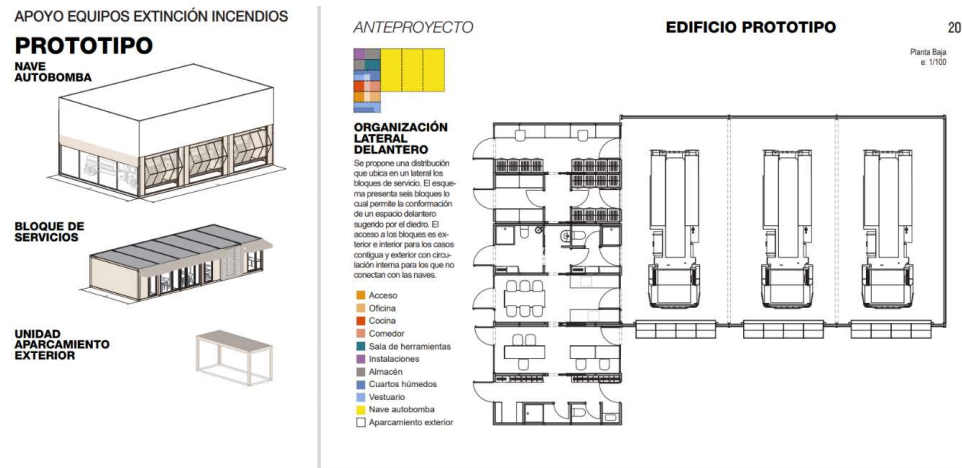 APOYO EQUIPOS EXTINCIÓN INCENDIOS
PROTOTIPO
NAVE
AUTOBOMBA
BLOQUE DE
SERVICIOS
UNIDAD
APARCAMIENTO
EXTERIOR
ANTEPROYECTO
EDIFICIO PROTOTIPO
20
Planta Baja
e: 1/100
ORGANIZACIÓN
LATERAL
DELANTERO
Se propone una distribución
que ubica en un lateral los
bloques de servicio. El esque-
ma presenta seis bloques lo
cual permite la conformación
de un espacio delantero
sugerido por el diedro. El
acceso a los bloques es ex-
terior e interior para los casos
contigua y exterior con circu-
lación interna para los que no
conectan con las naves.
Acceso
Oficina
Cocina
Comedor
Sala de herramientas
Instalaciones
Almacén
Cuartos húmedos
Vestuario
Nave autobomba
Aparcamiento exterior